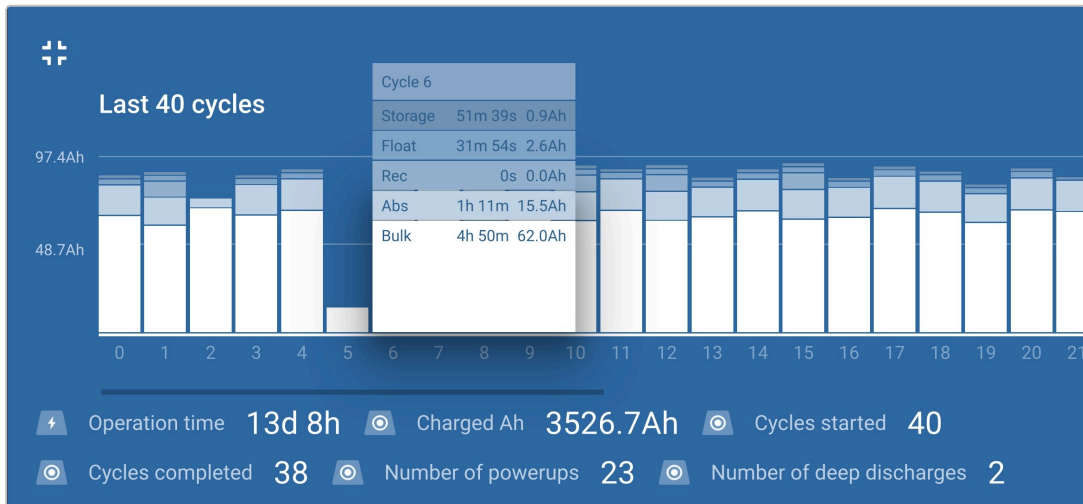 Last 40 cycles
Cycle 6
Storage 51m 39s 0.9Ah
Float 31m 54s 2.6Ah
Rec 0s 0.0Ah
Abs 1h 11m 15.5Ah
Bulk 4h 50m 62.0Ah
97.4Ah
48.7Ah
0 1 2 3 4 5 6 7 8 9 10 11 12 13 14 15 16 17 18 19 20 21
Operation time 13d 8h Charged Ah 3526.7Ah Cycles started 40
Cycles completed 38 Number of powerups 23 Number of deep discharges 2